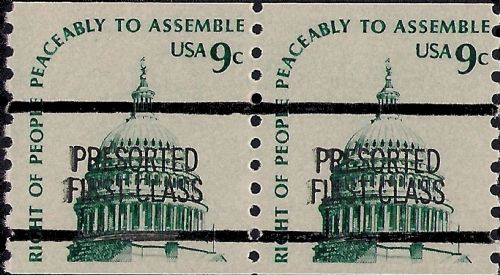 RIGHT OF PEOPLE PEACEABLY TO ASSEMBLE
USA 9c
PRESORTED
FIRST-CLASS
RIGHT OF PEOPLE PEACEABLY TO ASSEMBLE
USA 9c
PRESORTED
FIRST-CLASS